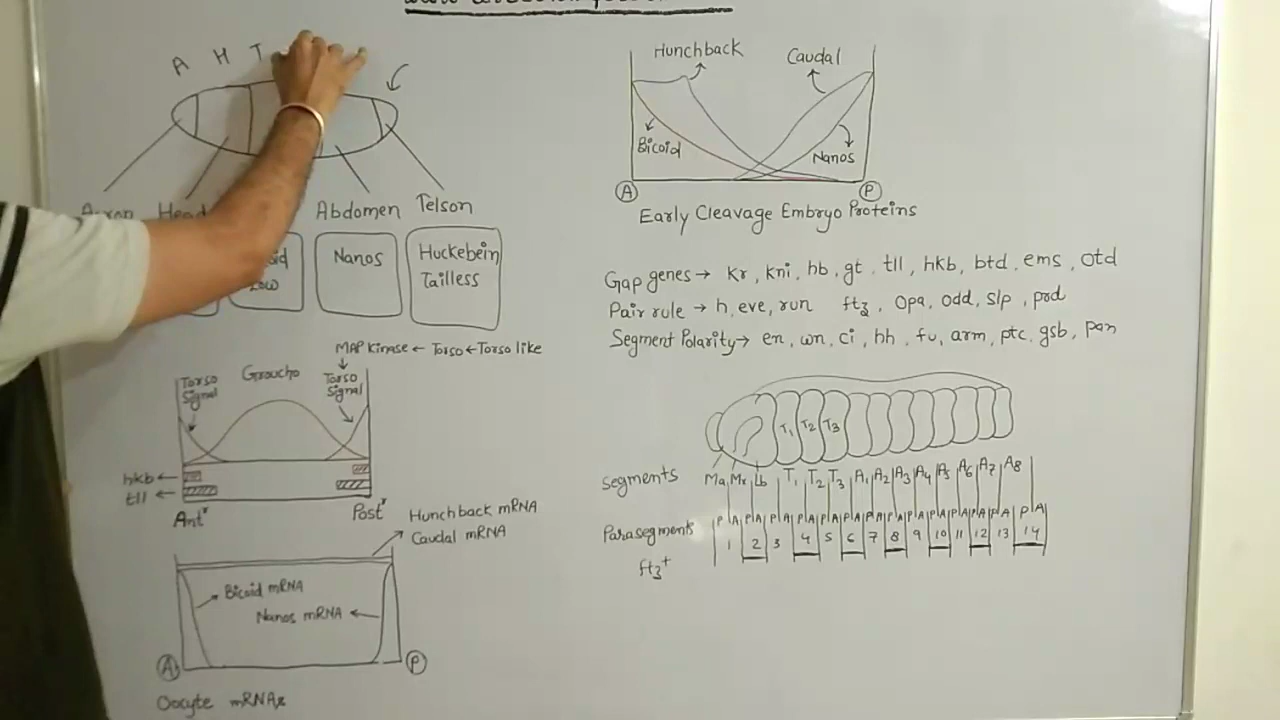 A H T
Head Abdomen Telson
Low Nanos Huckebein
Tailless
MAP Kinase ← Torso ← Torso like
Torso Signal Groucho Torso Signal
hkb
tll
Antr Postr
Hunchback mRNA
Caudal mRNA
Bicoid mRNA
Nanos mRNA
A P
Oocyte mRNAs
Hunchback Caudal
Bicoid Nanos
A P
Early Cleavage Embryo Proteins
Gap genes → Kr, kni, hb, gt, tll, hkb, btd, ems, otd
Pair rule → h, eve, run ftz, opa, odd, slp, prd
Segment Polarity → en, wn, ci, hh, fu, arm, ptc, gsb, pan
T1 T2 T3
Segments Ma Mx Lb T1 T2 T3 A1 A2 A3 A4 A5 A6 A7 A8
Parasegments P A P A P A P A P A P A P A P A P A P A P A P A P A P A
1 2 3 4 5 6 7 8 9 10 11 12 13 14
ftz+